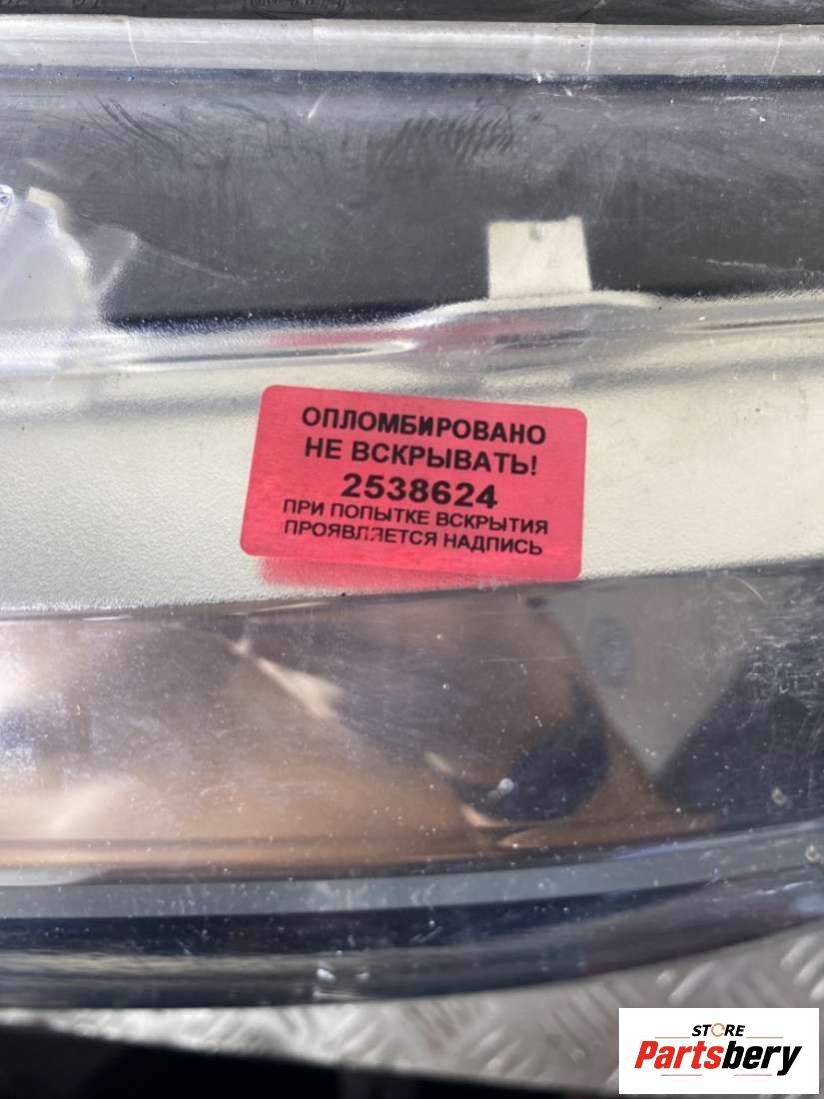 ОПЛОМБИРОВАНО
НЕ ВСКРЫВАТЬ!
2538624
ПРИ ПОПЫТКЕ ВСКРЫТИЯ
ПРОЯВЛЯЕТСЯ НАДПИСЬ
STORE
Partsbery